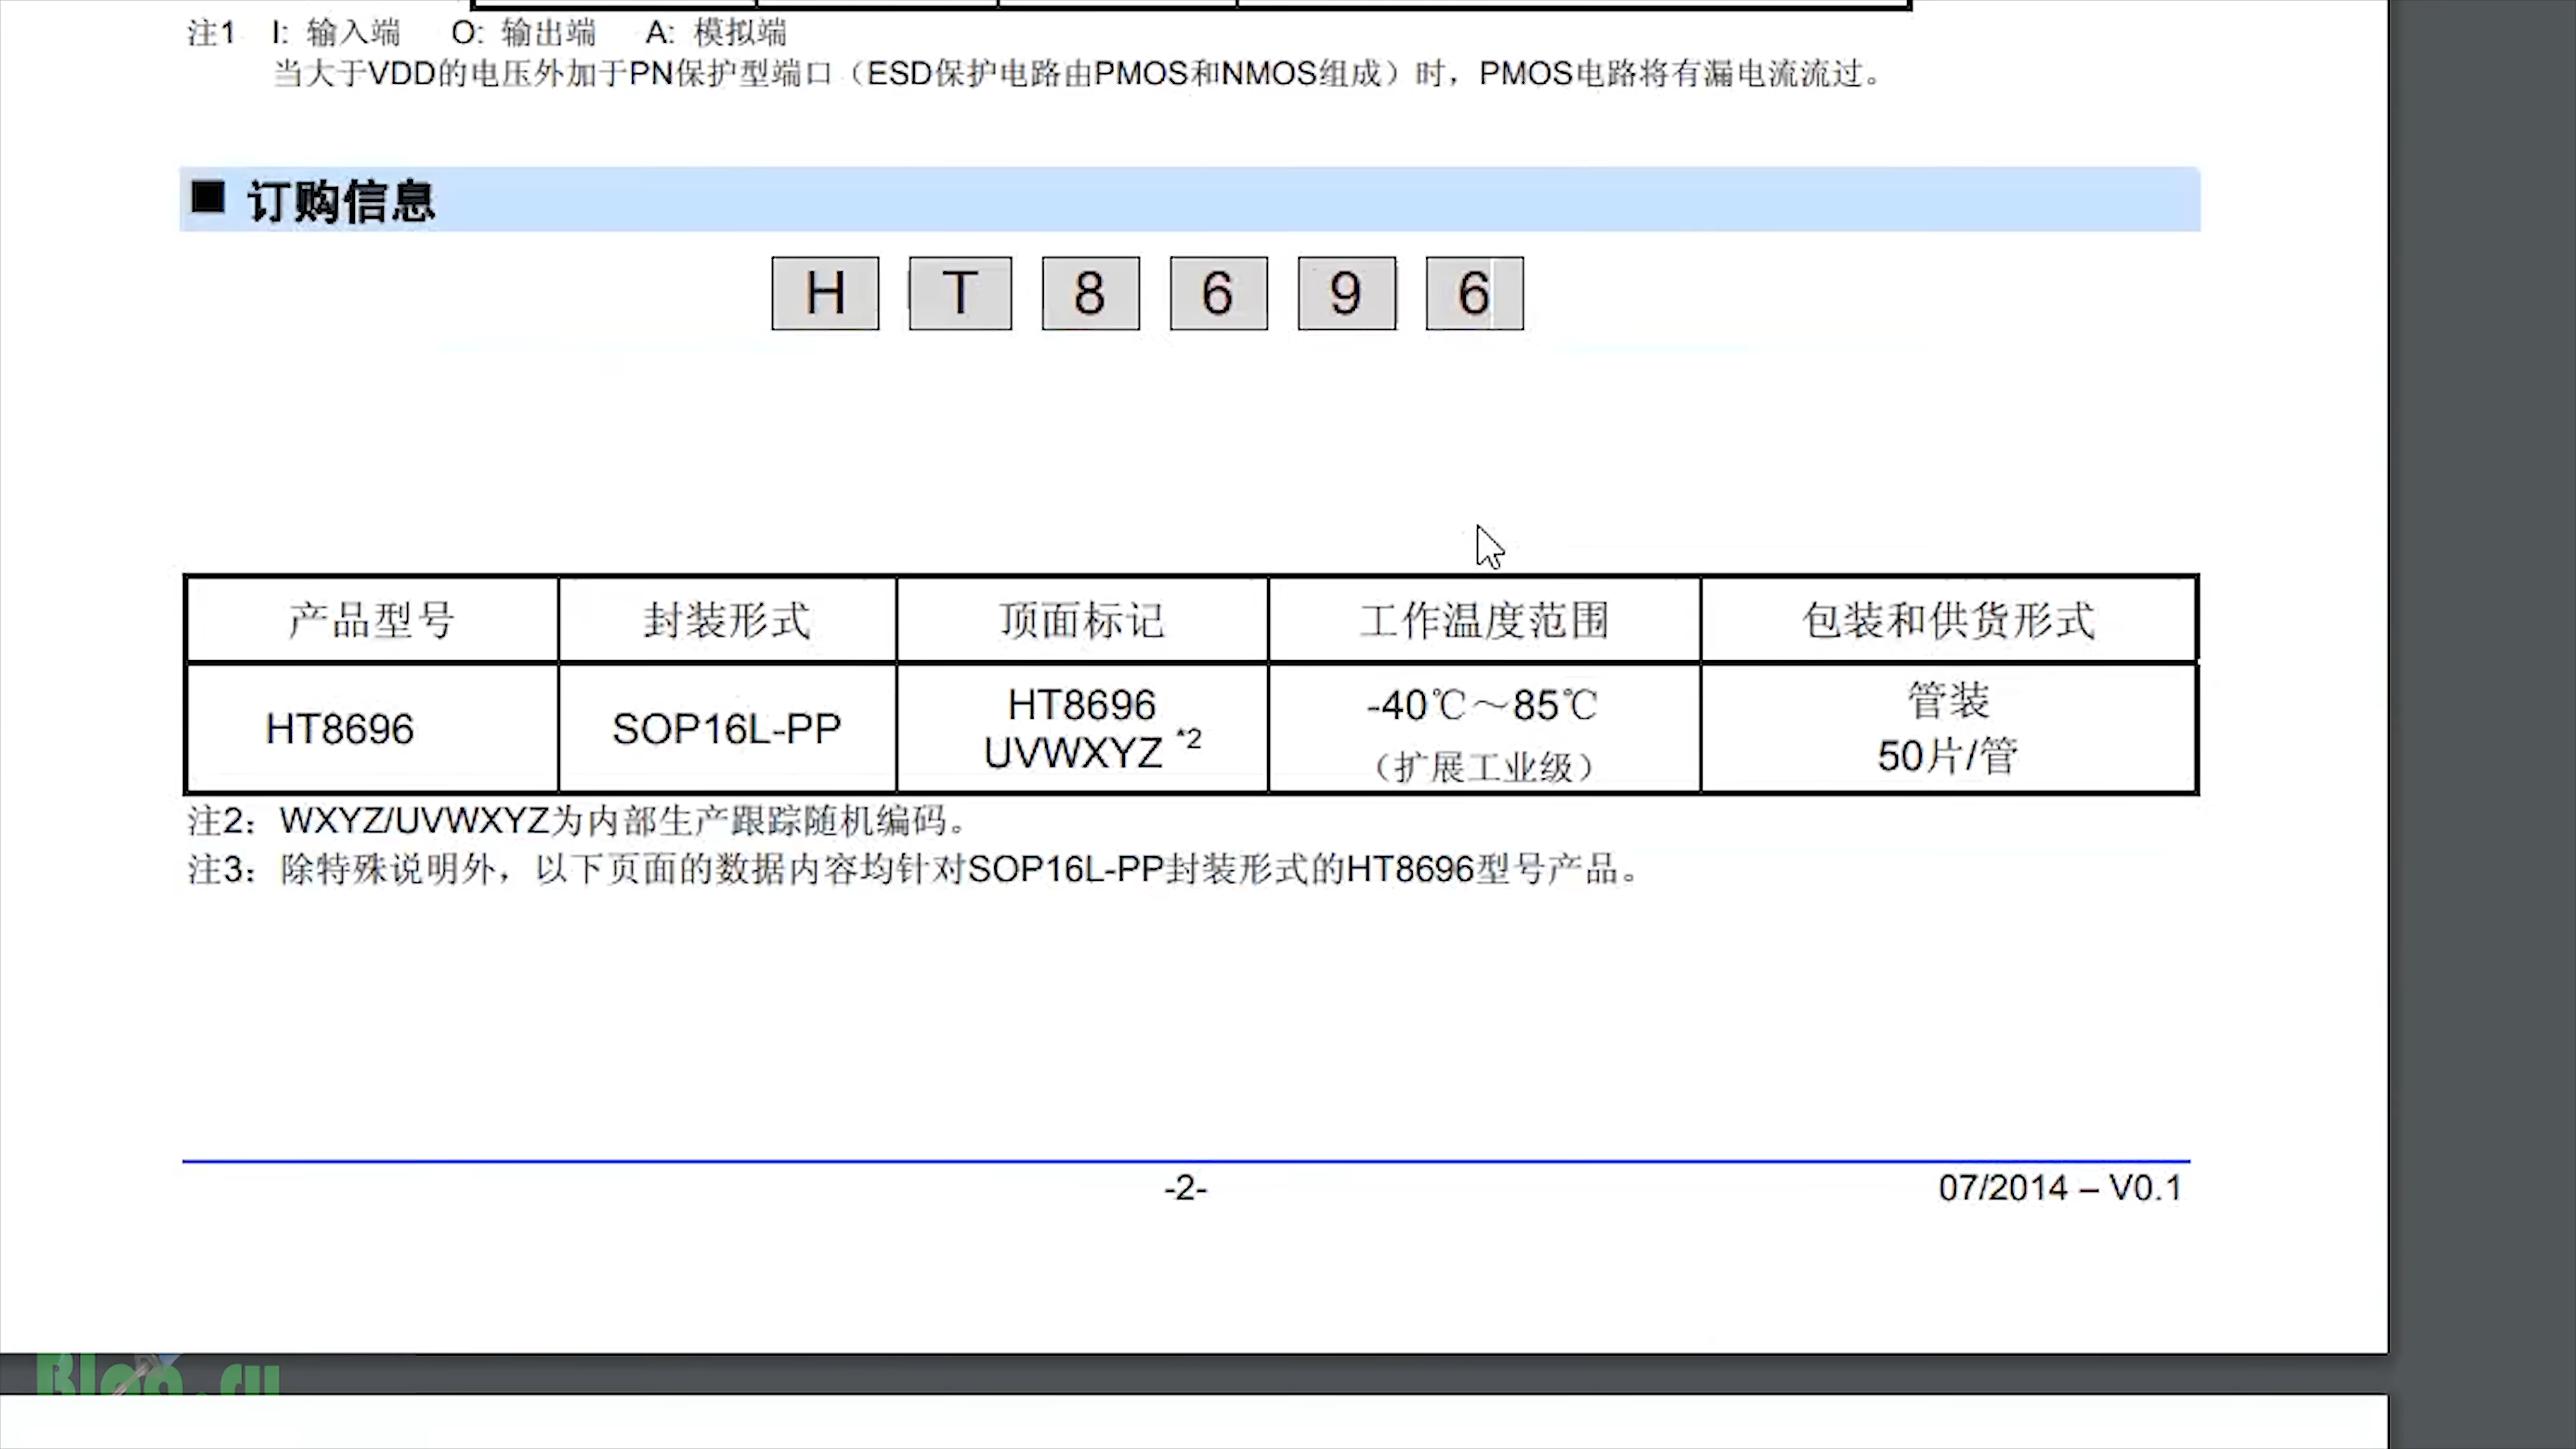 注1 I: 输入端 O: 输出端 A: 模拟端
当大于VDD的电压外加于PN保护型端口（ESD保护电路由PMOS和NMOS组成）时，PMOS电路将有漏电流流过。
■ 订购信息
H T 8 6 9 6
产品型号 封装形式 顶面标记 工作温度范围 包装和供货形式
HT8696 SOP16L-PP HT8696 UVWXYZ *2 -40℃～85℃ （扩展工业级） 管装 50片/管
注2：WXYZ/UVWXYZ为内部生产跟踪随机编码。
注3：除特殊说明外，以下页面的数据内容均针对SOP16L-PP封装形式的HT8696型号产品。
-2- 07/2014 – V0.1